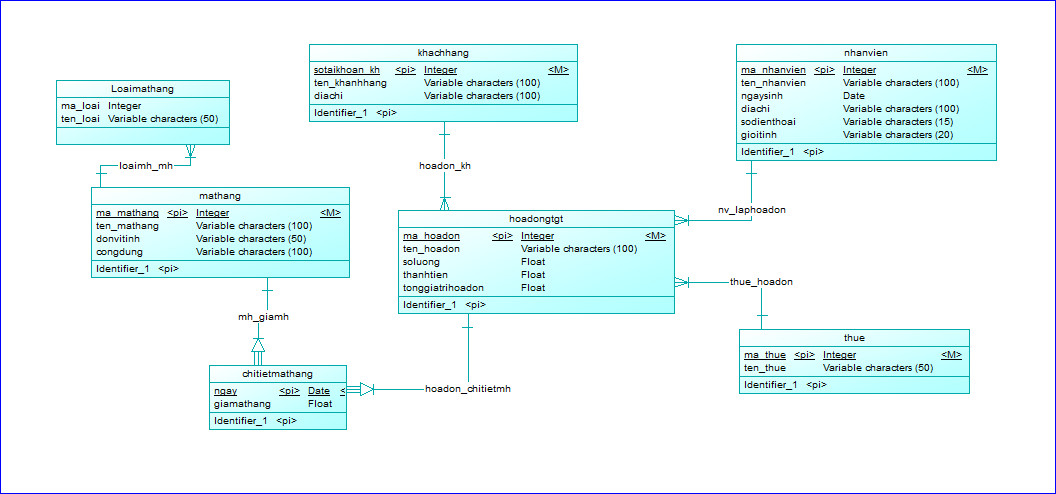 khachhang
sotaikhoan_kh <pi> Integer <M>
ten_khanhhang Variable characters (100)
diachi Variable characters (100)
Identifier_1 <pi>
nhanvien
ma_nhanvien <pi> Integer <M>
ten_nhanvien Variable characters (100)
ngaysinh Date
diachi Variable characters (100)
sodienthoai Variable characters (15)
gioitinh Variable characters (20)
Identifier_1 <pi>
Loaimathang
ma_loai Integer
ten_loai Variable characters (50)
loaimh_mh
hoadon_kh
nv_laphoadon
mathang
ma_mathang <pi> Integer <M>
ten_mathang Variable characters (100)
donvitinh Variable characters (50)
congdung Variable characters (100)
Identifier_1 <pi>
hoadongtgt
ma_hoadon <pi> Integer <M>
ten_hoadon Variable characters (100)
soluong Float
thanhtien Float
tonggiatrihoadon Float
Identifier_1 <pi>
thue_hoadon
mh_giamh
thue
ma_thue <pi> Integer <M>
ten_thue Variable characters (50)
Identifier_1 <pi>
chitietmathang
ngay <pi> Date <
giamathang Float
Identifier_1 <pi>
hoadon_chitietmh